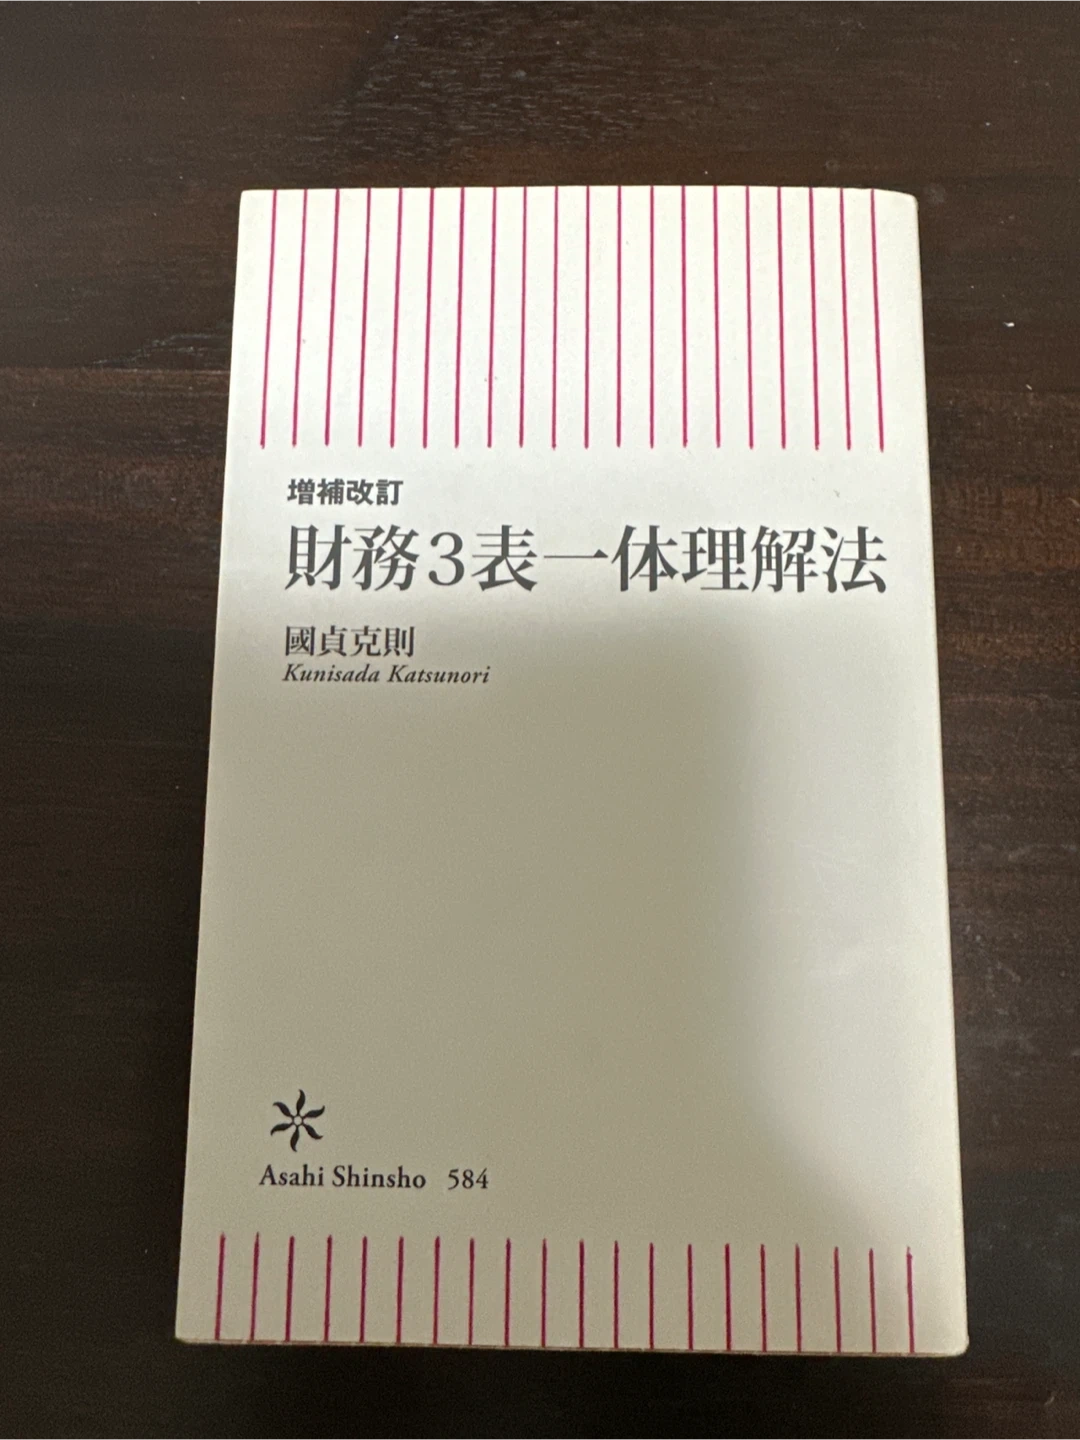 増補改訂
財務3表一体理解法
國貞克則
Kunisada Katsunori
Asahi Shinsho 584